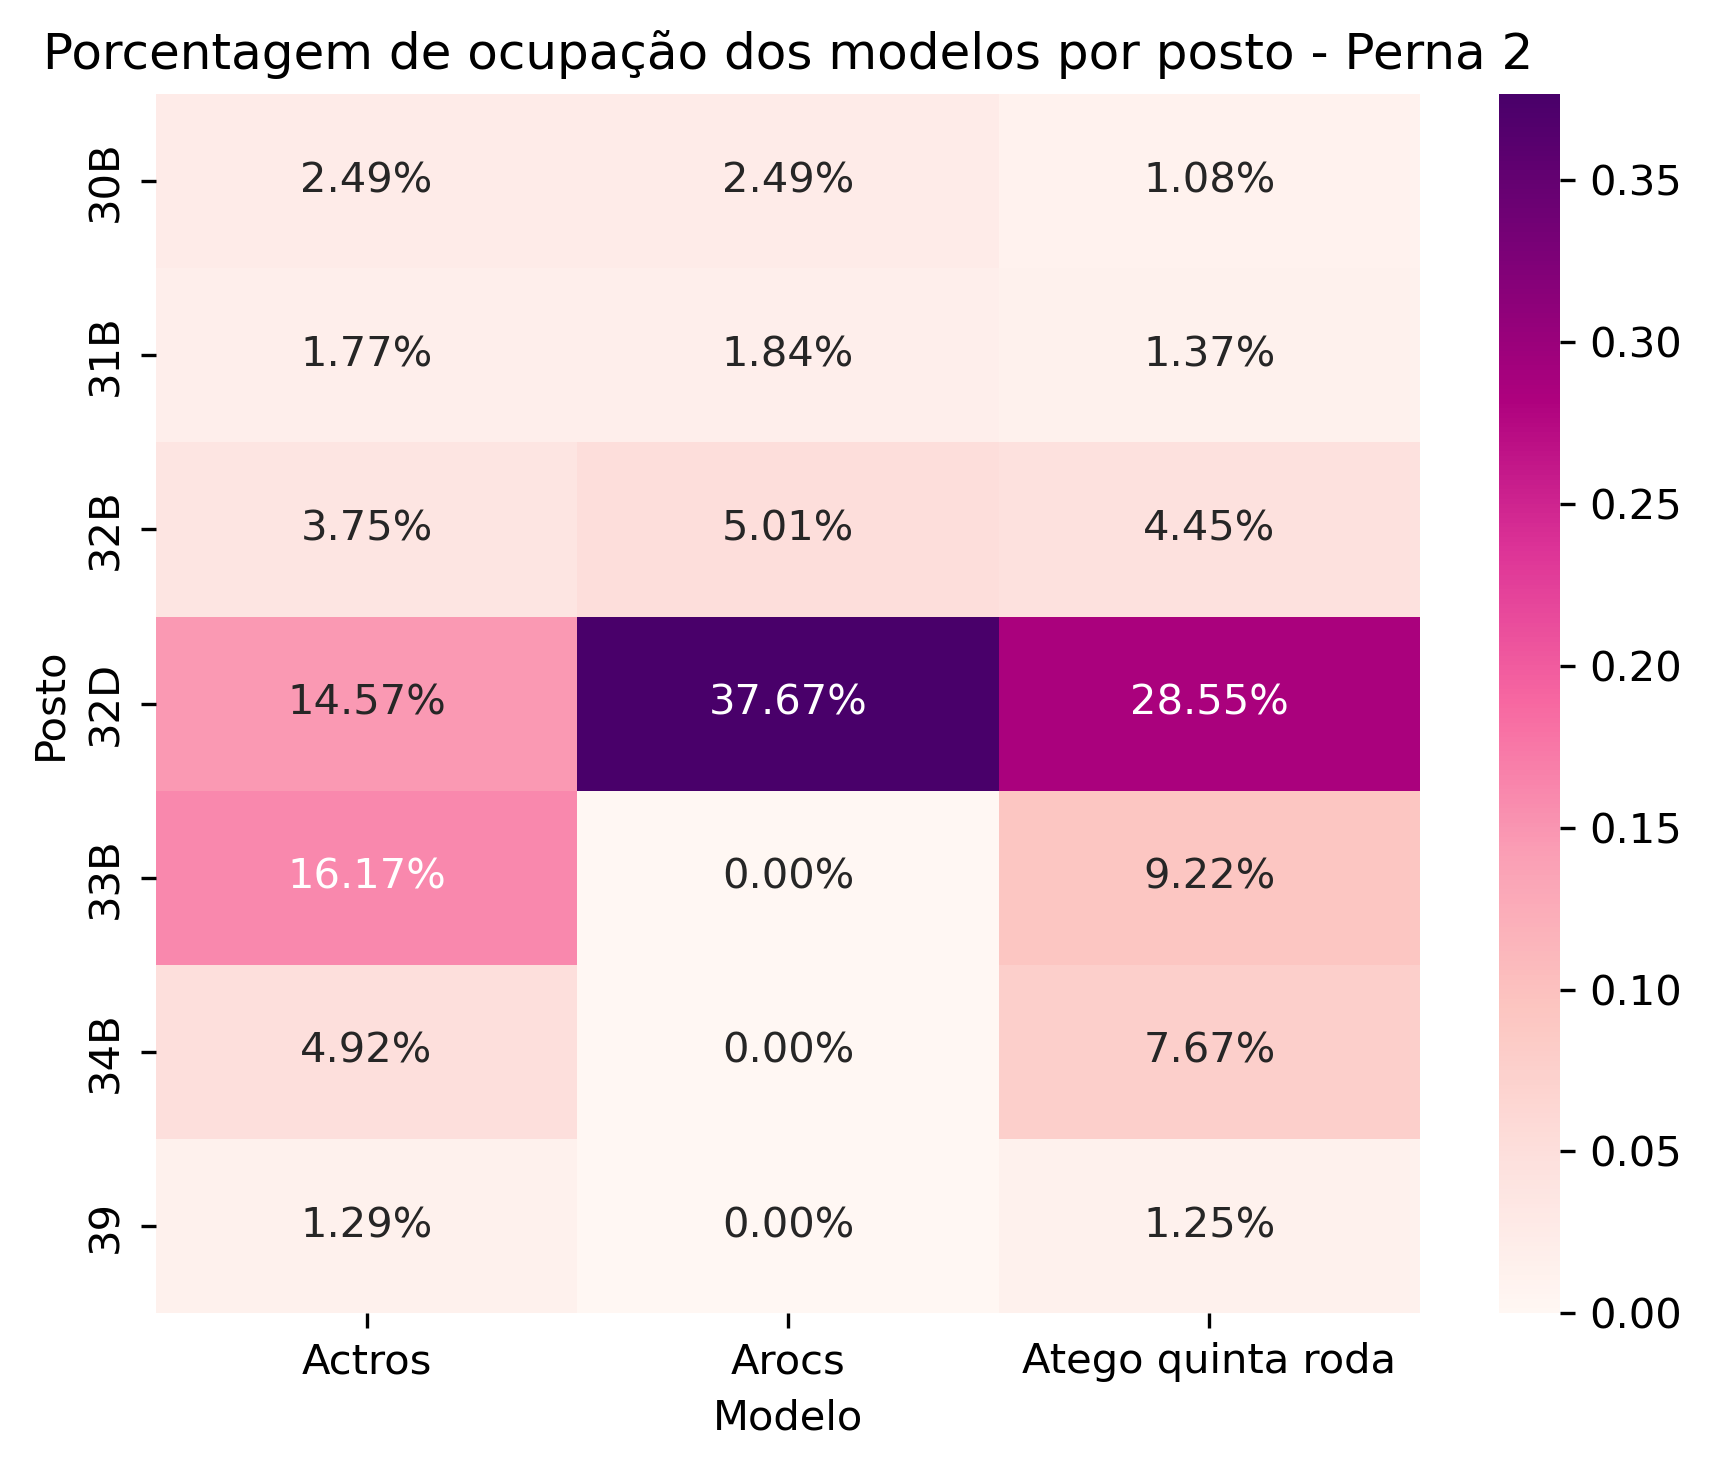 Porcentagem de ocupação dos modelos por posto - Perna 2
Posto
30B 2.49% 2.49% 1.08%
31B 1.77% 1.84% 1.37%
32B 3.75% 5.01% 4.45%
32D 14.57% 37.67% 28.55%
33B 16.17% 0.00% 9.22%
34B 4.92% 0.00% 7.67%
39 1.29% 0.00% 1.25%
Actros Arocs Atego quinta roda
Modelo
0.35
0.30
0.25
0.20
0.15
0.10
0.05
0.00